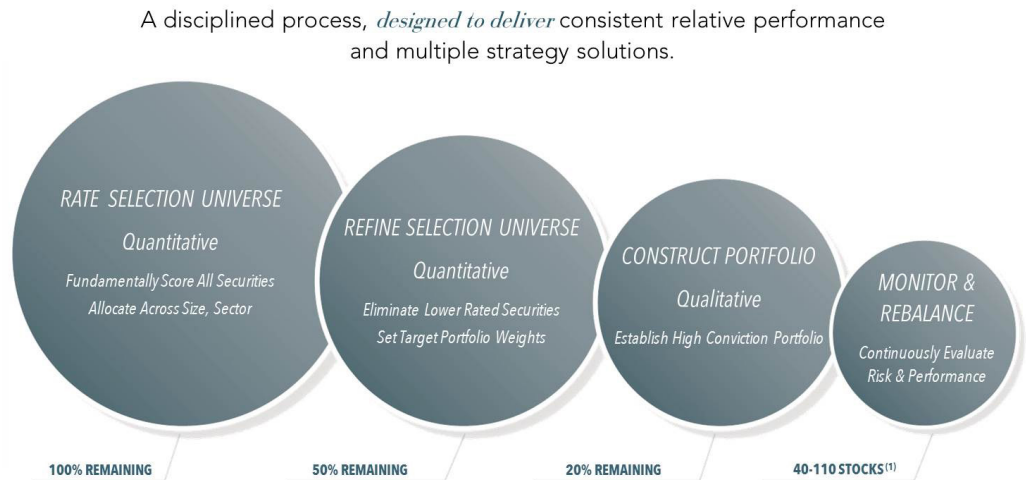 A disciplined process, designed to deliver consistent relative performance
and multiple strategy solutions.
RATE SELECTION UNIVERSE
Quantitative
Fundamentally Score All Securities
Allocate Across Size, Sector
100% REMAINING
REFINE SELECTION UNIVERSE
Quantitative
Eliminate Lower Rated Securities
Set Target Portfolio Weights
50% REMAINING
CONSTRUCT PORTFOLIO
Qualitative
Establish High Conviction Portfolio
20% REMAINING
MONITOR &
REBALANCE
Continuously Evaluate
Risk & Performance
40-110 STOCKS(1)